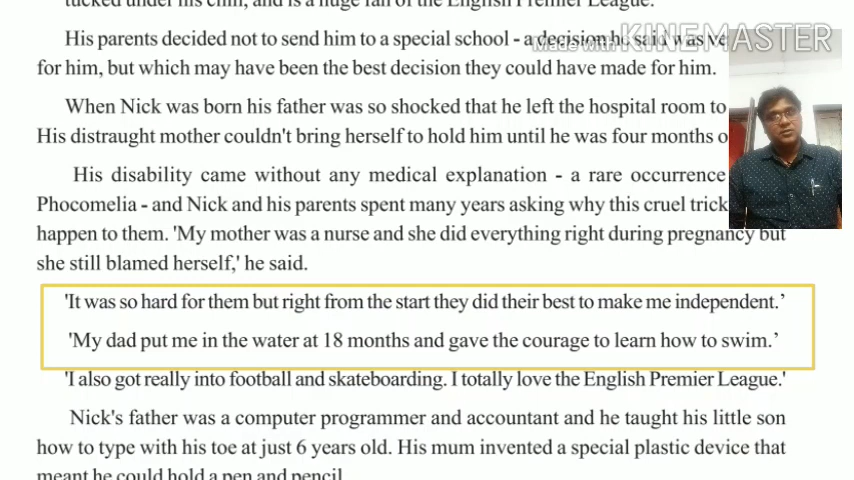 tucked under his chin, and is a huge fan of the English Premier League.
Made with KINEMASTER
His parents decided not to send him to a special school - a decision he said was ve
for him, but which may have been the best decision they could have made for him.
When Nick was born his father was so shocked that he left the hospital room to
His distraught mother couldn't bring herself to hold him until he was four months o
His disability came without any medical explanation - a rare occurrence
Phocomelia - and Nick and his parents spent many years asking why this cruel trick
happen to them. 'My mother was a nurse and she did everything right during pregnancy but
she still blamed herself,' he said.
'It was so hard for them but right from the start they did their best to make me independent.’
'My dad put me in the water at 18 months and gave the courage to learn how to swim.’
'I also got really into football and skateboarding. I totally love the English Premier League.'
Nick's father was a computer programmer and accountant and he taught his little son
how to type with his toe at just 6 years old. His mum invented a special plastic device that
meant he could hold a pen and pencil.